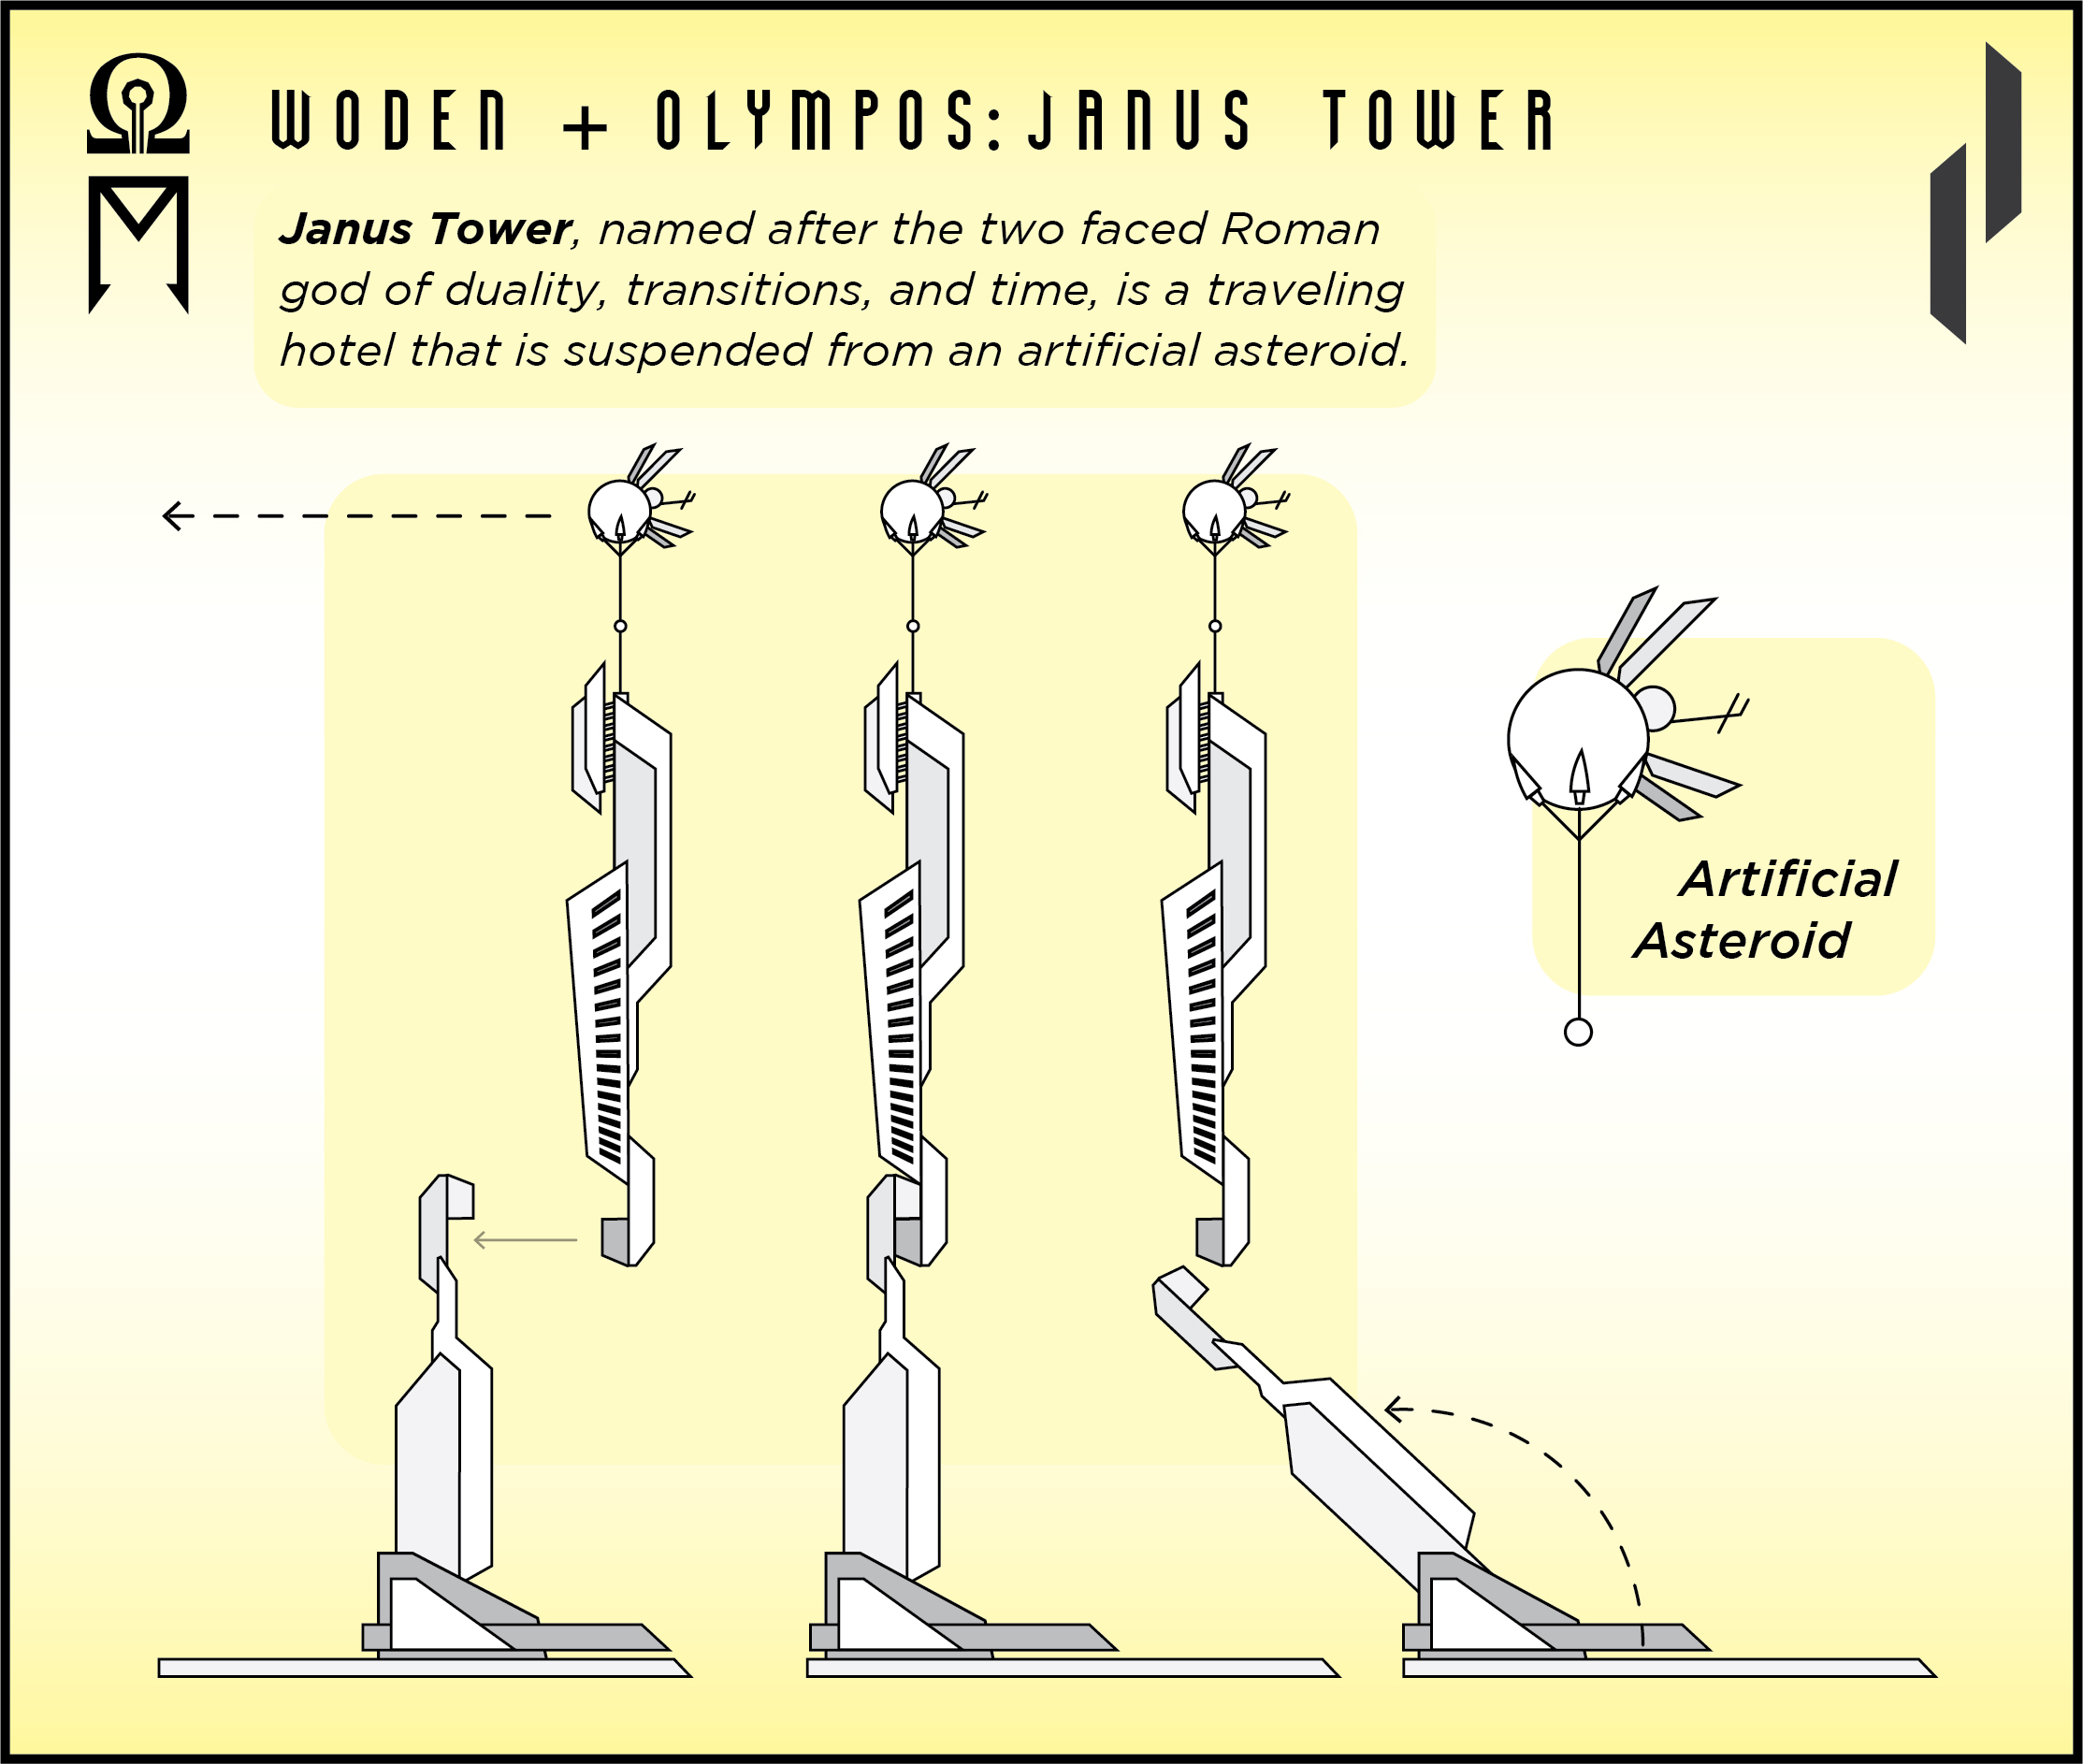 Ω
M
WODEN + OLYMPOS:JANUS TOWER
Janus Tower, named after the two faced Roman
god of duality, transitions, and time, is a traveling
hotel that is suspended from an artificial asteroid.
Artificial
Asteroid